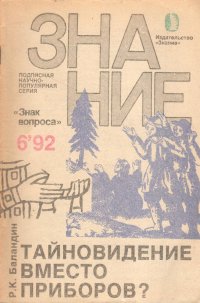 Издательство
«Знание»
ЗНА
НИЕ
ПОДПИСНАЯ
НАУЧНО-
ПОПУЛЯРНАЯ
СЕРИЯ
«Знак
вопроса»
6'92
Р.К. Баландин
ТАЙНОВИДЕНИЕ
ВМЕСТО
ПРИБОРОВ?